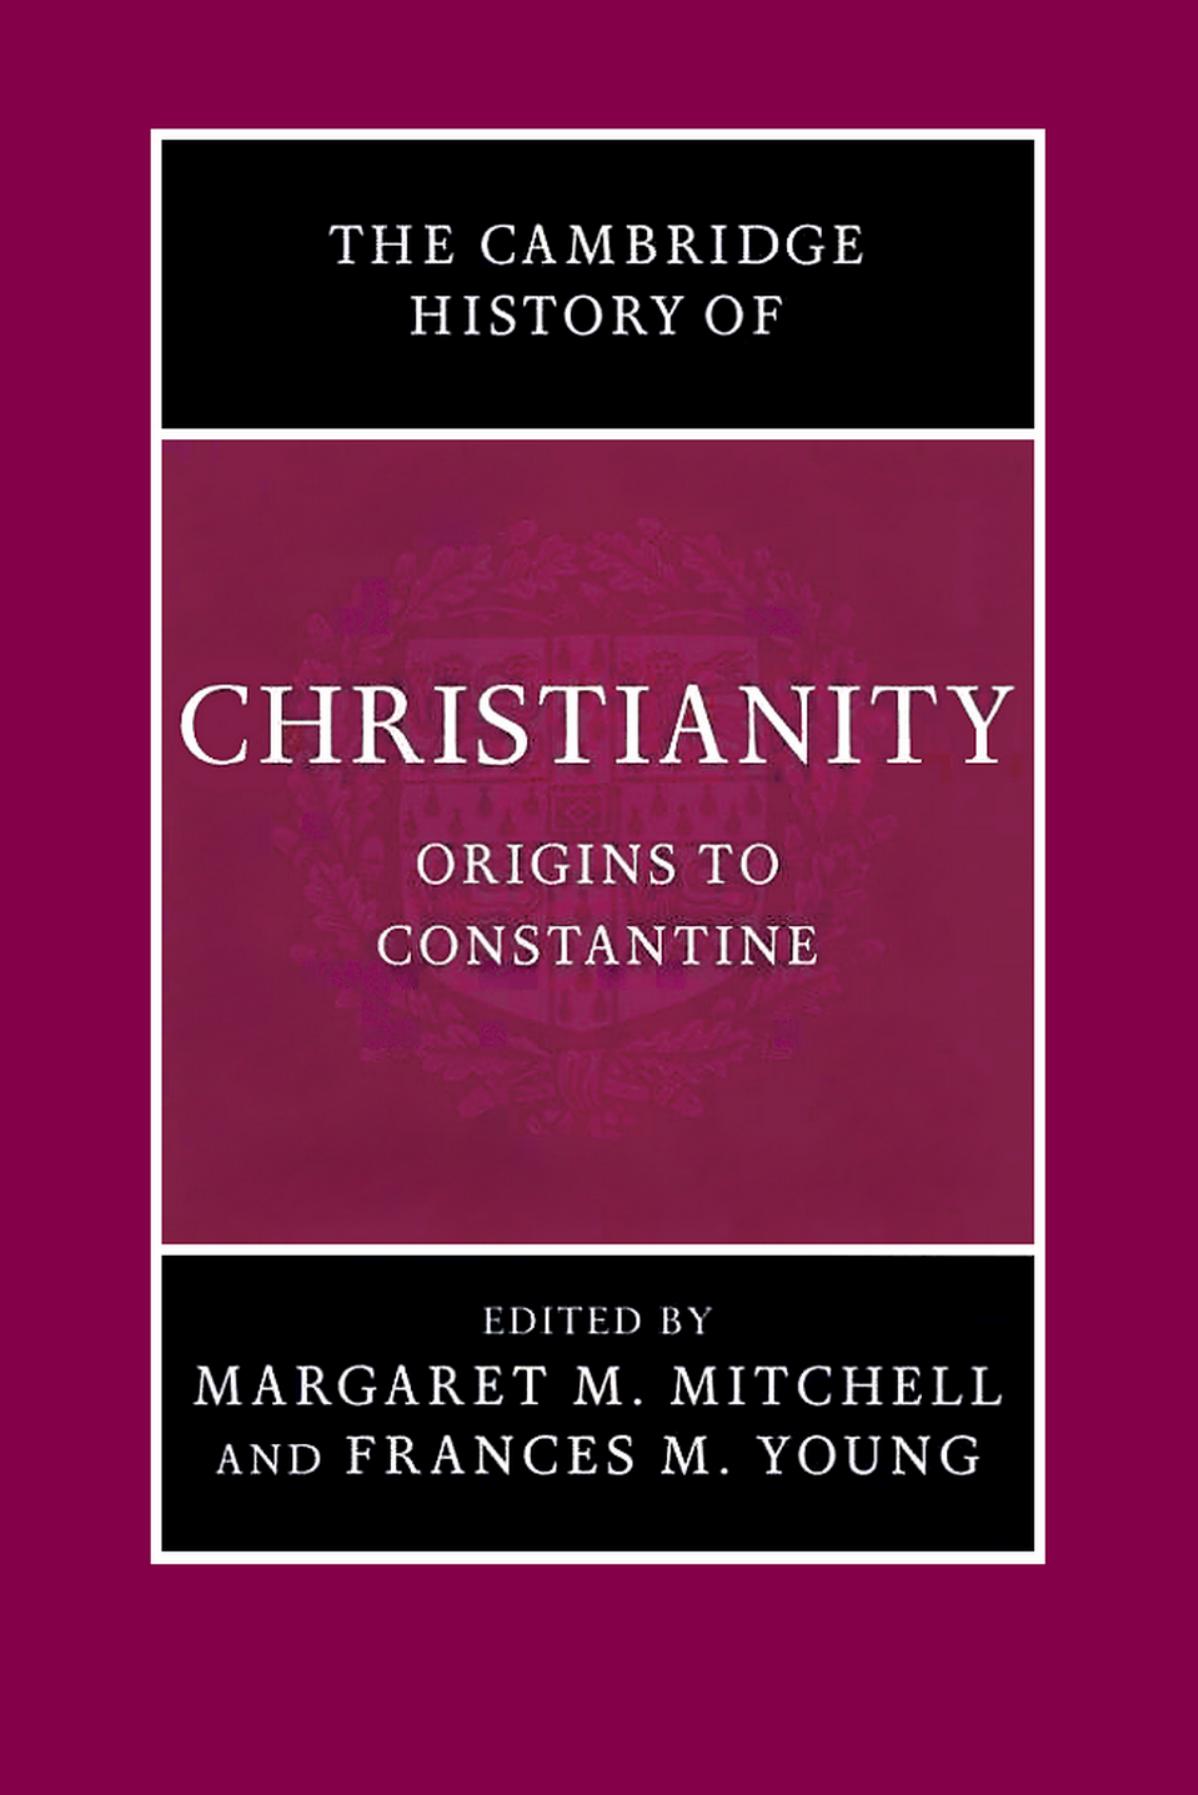 THE CAMBRIDGE
HISTORY OF
CHRISTIANITY
ORIGINS TO
CONSTANTINE
EDITED BY
MARGARET M. MITCHELL
AND FRANCES M. YOUNG